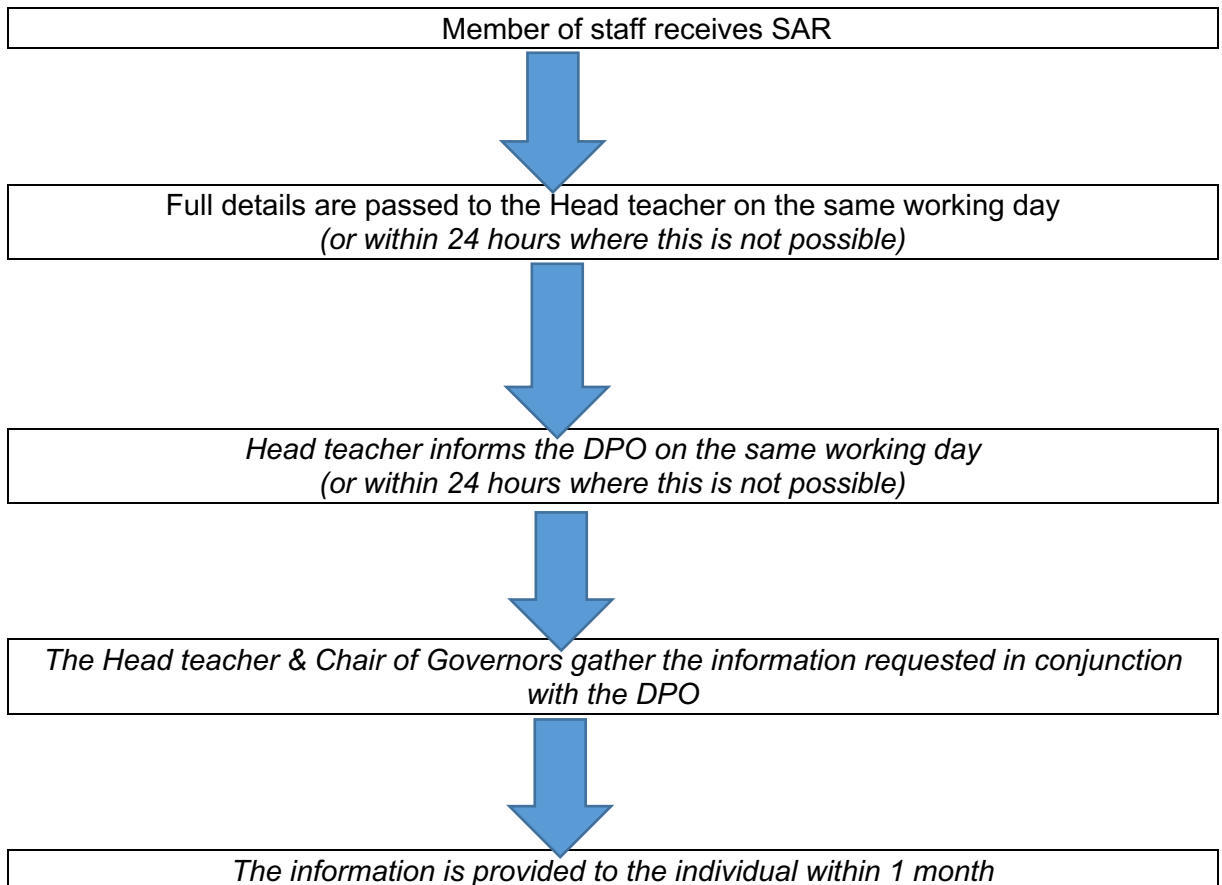 Member of staff receives SAR
Full details are passed to the Head teacher on the same working day
(or within 24 hours where this is not possible)
Head teacher informs the DPO on the same working day
(or within 24 hours where this is not possible)
The Head teacher & Chair of Governors gather the information requested in conjunction
with the DPO
The information is provided to the individual within 1 month